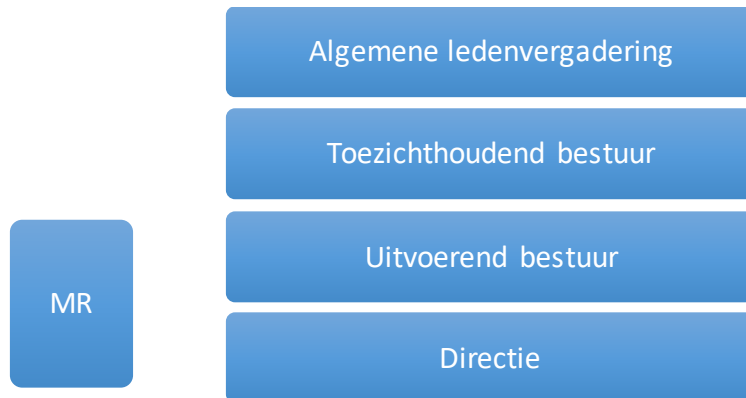 Algemene ledenvergadering
Toezichthoudend bestuur
Uitvoerend bestuur
MR
Directie